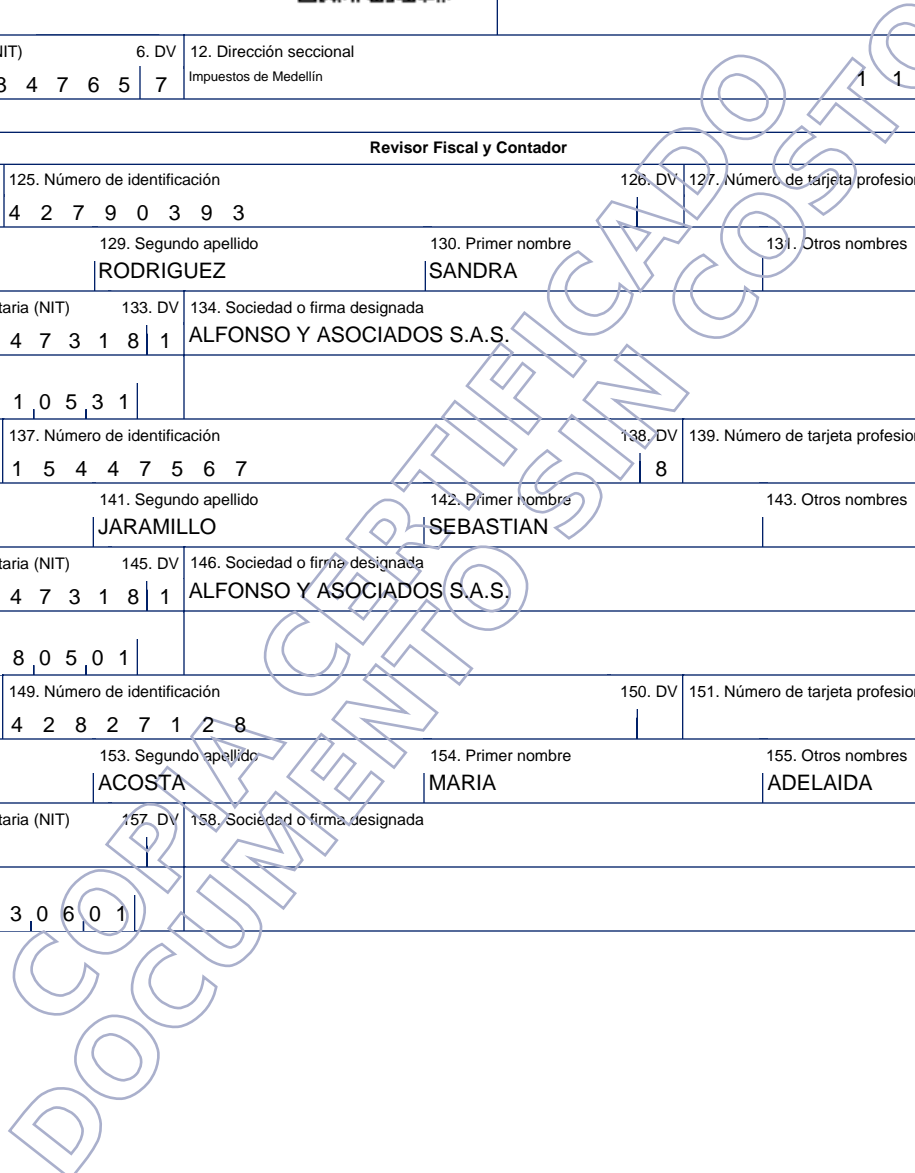 IIT) 6. DV 12. Dirección seccional
3 4 7 6 5 7 Impuestos de Medellín 1 1
Revisor Fiscal y Contador
125. Número de identificación 126. DV 127. Número de tarjeta profesion
4 2 7 9 0 3 9 3
129. Segundo apellido 130. Primer nombre 131. Otros nombres
RODRIGUEZ SANDRA
taria (NIT) 133. DV 134. Sociedad o firma designada
4 7 3 1 8 1 ALFONSO Y ASOCIADOS S.A.S.
1 0 5 3 1
137. Número de identificación 138. DV 139. Número de tarjeta profesion
1 5 4 4 7 5 6 7 8
141. Segundo apellido 142. Primer nombre 143. Otros nombres
JARAMILLO SEBASTIAN
taria (NIT) 145. DV 146. Sociedad o firma designada
4 7 3 1 8 1 ALFONSO Y ASOCIADOS S.A.S.
8 0 5 0 1
149. Número de identificación 150. DV 151. Número de tarjeta profesion
4 2 8 2 7 1 2 8
153. Segundo apellido 154. Primer nombre 155. Otros nombres
ACOSTA MARIA ADELAIDA
taria (NIT) 157. DV 158. Sociedad o firma designada
3 0 6 0 1
COPIA CERTIFICADO
DOCUMENTO SIN COSTO